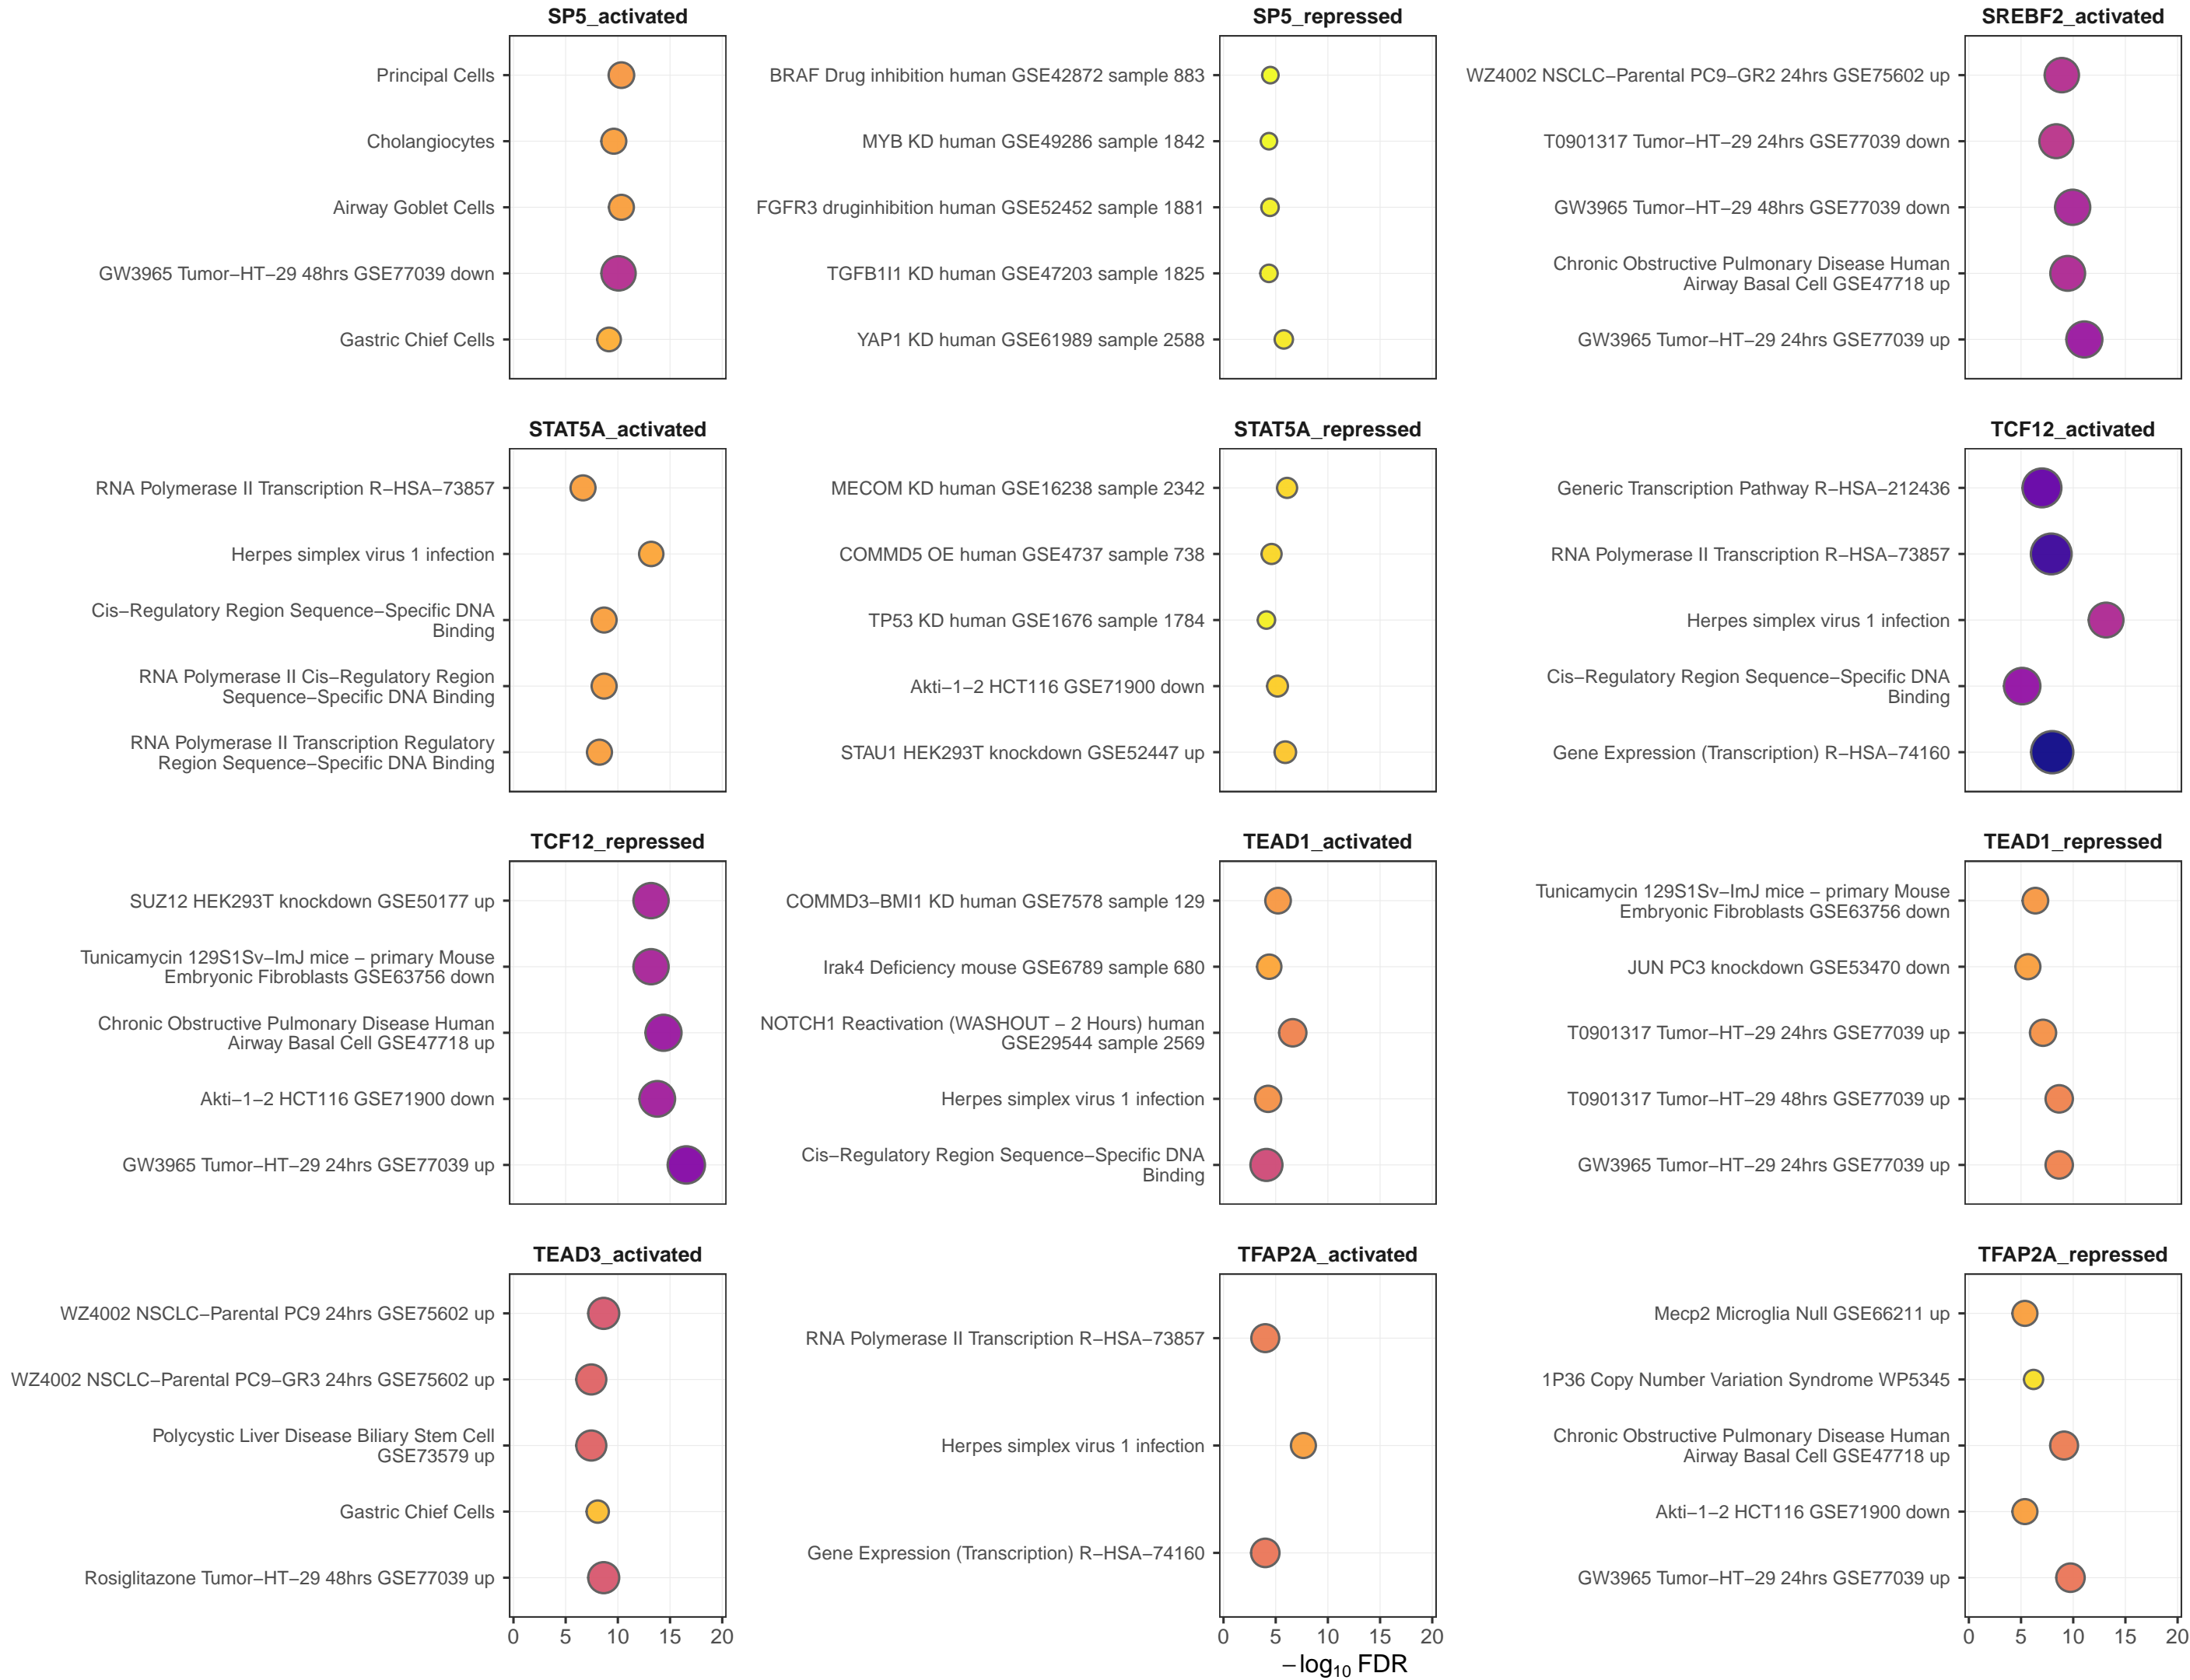 SP5_activated
Principal Cells
Cholangiocytes
Airway Goblet Cells
GW3965 Tumor−HT−29 48hrs GSE77039 down
Gastric Chief Cells
SP5_repressed
BRAF Drug inhibition human GSE42872 sample 883
MYB KD human GSE49286 sample 1842
FGFR3 druginhibition human GSE52452 sample 1881
TGFB1I1 KD human GSE47203 sample 1825
YAP1 KD human GSE61989 sample 2588
SREBF2_activated
WZ4002 NSCLC−Parental PC9−GR2 24hrs GSE75602 up
T0901317 Tumor−HT−29 24hrs GSE77039 down
GW3965 Tumor−HT−29 48hrs GSE77039 down
Chronic Obstructive Pulmonary Disease Human
Airway Basal Cell GSE47718 up
GW3965 Tumor−HT−29 24hrs GSE77039 up
STAT5A_activated
RNA Polymerase II Transcription R−HSA−73857
Herpes simplex virus 1 infection
Cis−Regulatory Region Sequence−Specific DNA
Binding
RNA Polymerase II Cis−Regulatory Region
Sequence−Specific DNA Binding
RNA Polymerase II Transcription Regulatory
Region Sequence−Specific DNA Binding
STAT5A_repressed
MECOM KD human GSE16238 sample 2342
COMMD5 OE human GSE4737 sample 738
TP53 KD human GSE1676 sample 1784
Akti−1−2 HCT116 GSE71900 down
STAU1 HEK293T knockdown GSE52447 up
TCF12_activated
Generic Transcription Pathway R−HSA−212436
RNA Polymerase II Transcription R−HSA−73857
Herpes simplex virus 1 infection
Cis−Regulatory Region Sequence−Specific DNA
Binding
Gene Expression (Transcription) R−HSA−74160
TCF12_repressed
SUZ12 HEK293T knockdown GSE50177 up
Tunicamycin 129S1Sv−ImJ mice − primary Mouse
Embryonic Fibroblasts GSE63756 down
Chronic Obstructive Pulmonary Disease Human
Airway Basal Cell GSE47718 up
Akti−1−2 HCT116 GSE71900 down
GW3965 Tumor−HT−29 24hrs GSE77039 up
TEAD1_activated
COMMD3−BMI1 KD human GSE7578 sample 129
Irak4 Deficiency mouse GSE6789 sample 680
NOTCH1 Reactivation (WASHOUT − 2 Hours) human
GSE29544 sample 2569
Herpes simplex virus 1 infection
Cis−Regulatory Region Sequence−Specific DNA
Binding
TEAD1_repressed
Tunicamycin 129S1Sv−ImJ mice − primary Mouse
Embryonic Fibroblasts GSE63756 down
JUN PC3 knockdown GSE53470 down
T0901317 Tumor−HT−29 24hrs GSE77039 up
T0901317 Tumor−HT−29 48hrs GSE77039 up
GW3965 Tumor−HT−29 24hrs GSE77039 up
TEAD3_activated
WZ4002 NSCLC−Parental PC9 24hrs GSE75602 up
WZ4002 NSCLC−Parental PC9−GR3 24hrs GSE75602 up
Polycystic Liver Disease Biliary Stem Cell
GSE73579 up
Gastric Chief Cells
Rosiglitazone Tumor−HT−29 48hrs GSE77039 up
0 5 10 15 20
TFAP2A_activated
RNA Polymerase II Transcription R−HSA−73857
Herpes simplex virus 1 infection
Gene Expression (Transcription) R−HSA−74160
0 5 10 15 20
TFAP2A_repressed
Mecp2 Microglia Null GSE66211 up
1P36 Copy Number Variation Syndrome WP5345
Chronic Obstructive Pulmonary Disease Human
Airway Basal Cell GSE47718 up
Akti−1−2 HCT116 GSE71900 down
GW3965 Tumor−HT−29 24hrs GSE77039 up
0 5 10 15 20
−log₁₀ FDR